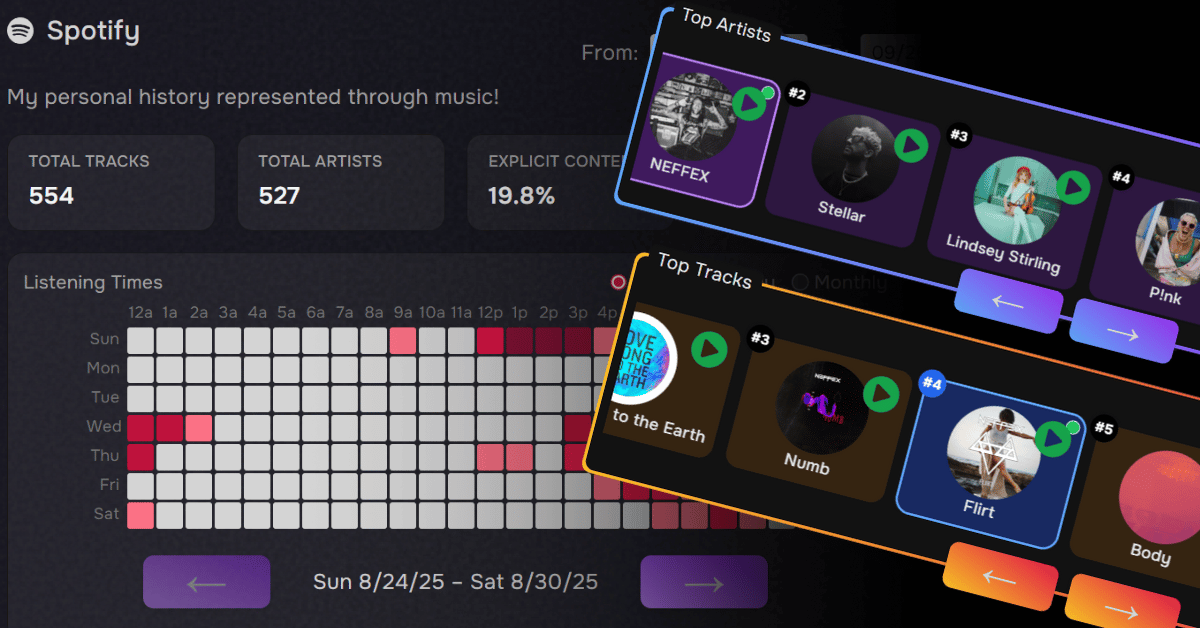 Spotify
From:
09/2
My personal history represented through music!
TOTAL TRACKS
554
TOTAL ARTISTS
527
EXPLICIT CONTE
19.8%
Listening Times
Monthly
12a 1a 2a 3a 4a 5a 6a 7a 8a 9a 10a 11a 12p 1p 2p 3p 4p
Sun
Mon
Tue
Wed
Thu
Fri
Sat
← Sun 8/24/25 – Sat 8/30/25 →
Top Artists
NEFFEX
#2
Stellar
#3
Lindsey Stirling
#4
P!nk
← →
Top Tracks
to the Earth
#3
NEFFEX
Numb
#4
Flirt
#5
Body
← →